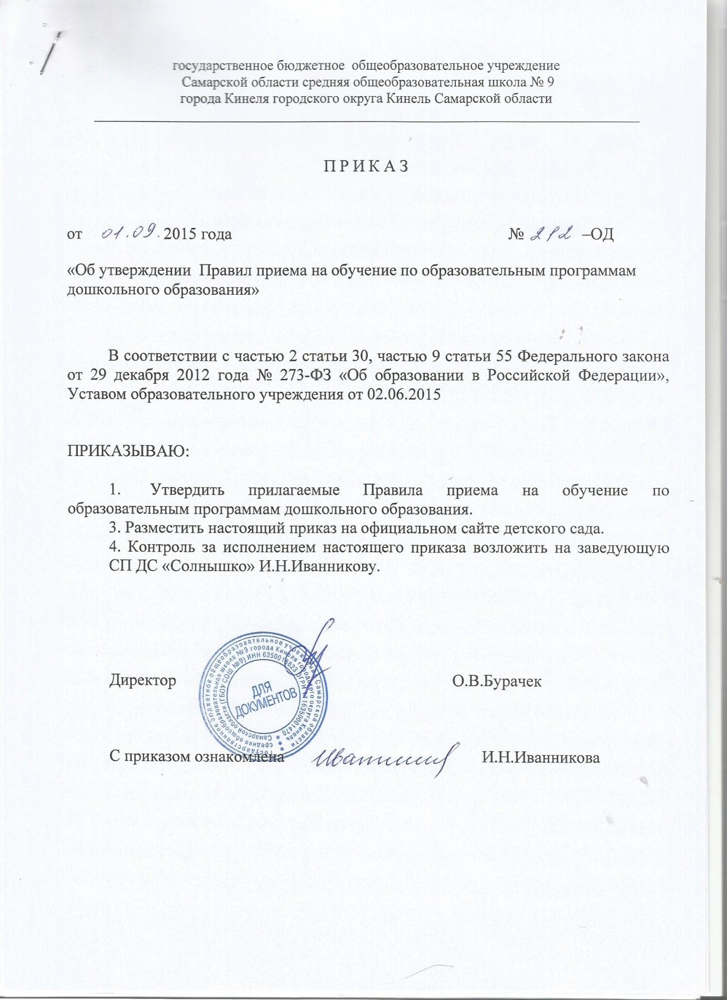 государственное бюджетное общеобразовательное учреждение
Самарской области средняя общеобразовательная школа № 9
города Кинеля городского округа Кинель Самарской области
П Р И К А З
от 01.09.2015 года № 212 –ОД
«Об утверждении Правил приема на обучение по образовательным программам
дошкольного образования»
В соответствии с частью 2 статьи 30, частью 9 статьи 55 Федерального закона
от 29 декабря 2012 года № 273-ФЗ «Об образовании в Российской Федерации»,
Уставом образовательного учреждения от 02.06.2015
ПРИКАЗЫВАЮ:
1. Утвердить прилагаемые Правила приема на обучение по
образовательным программам дошкольного образования.
3. Разместить настоящий приказ на официальном сайте детского сада.
4. Контроль за исполнением настоящего приказа возложить на заведующую
СП ДС «Солнышко» И.Н.Иванникову.
Государственное бюджетное общеобразовательное учреждение Самарской области
средняя общеобразовательная школа №9 города Кинеля городского округа Кинель
Самарской области (ГБОУ СОШ №9) ИНН 6350018823 ОГРН 1116350001470
ДЛЯ
ДОКУМЕНТОВ
Директор О.В.Бурачек
С приказом ознакомлена И.Н.Иванникова